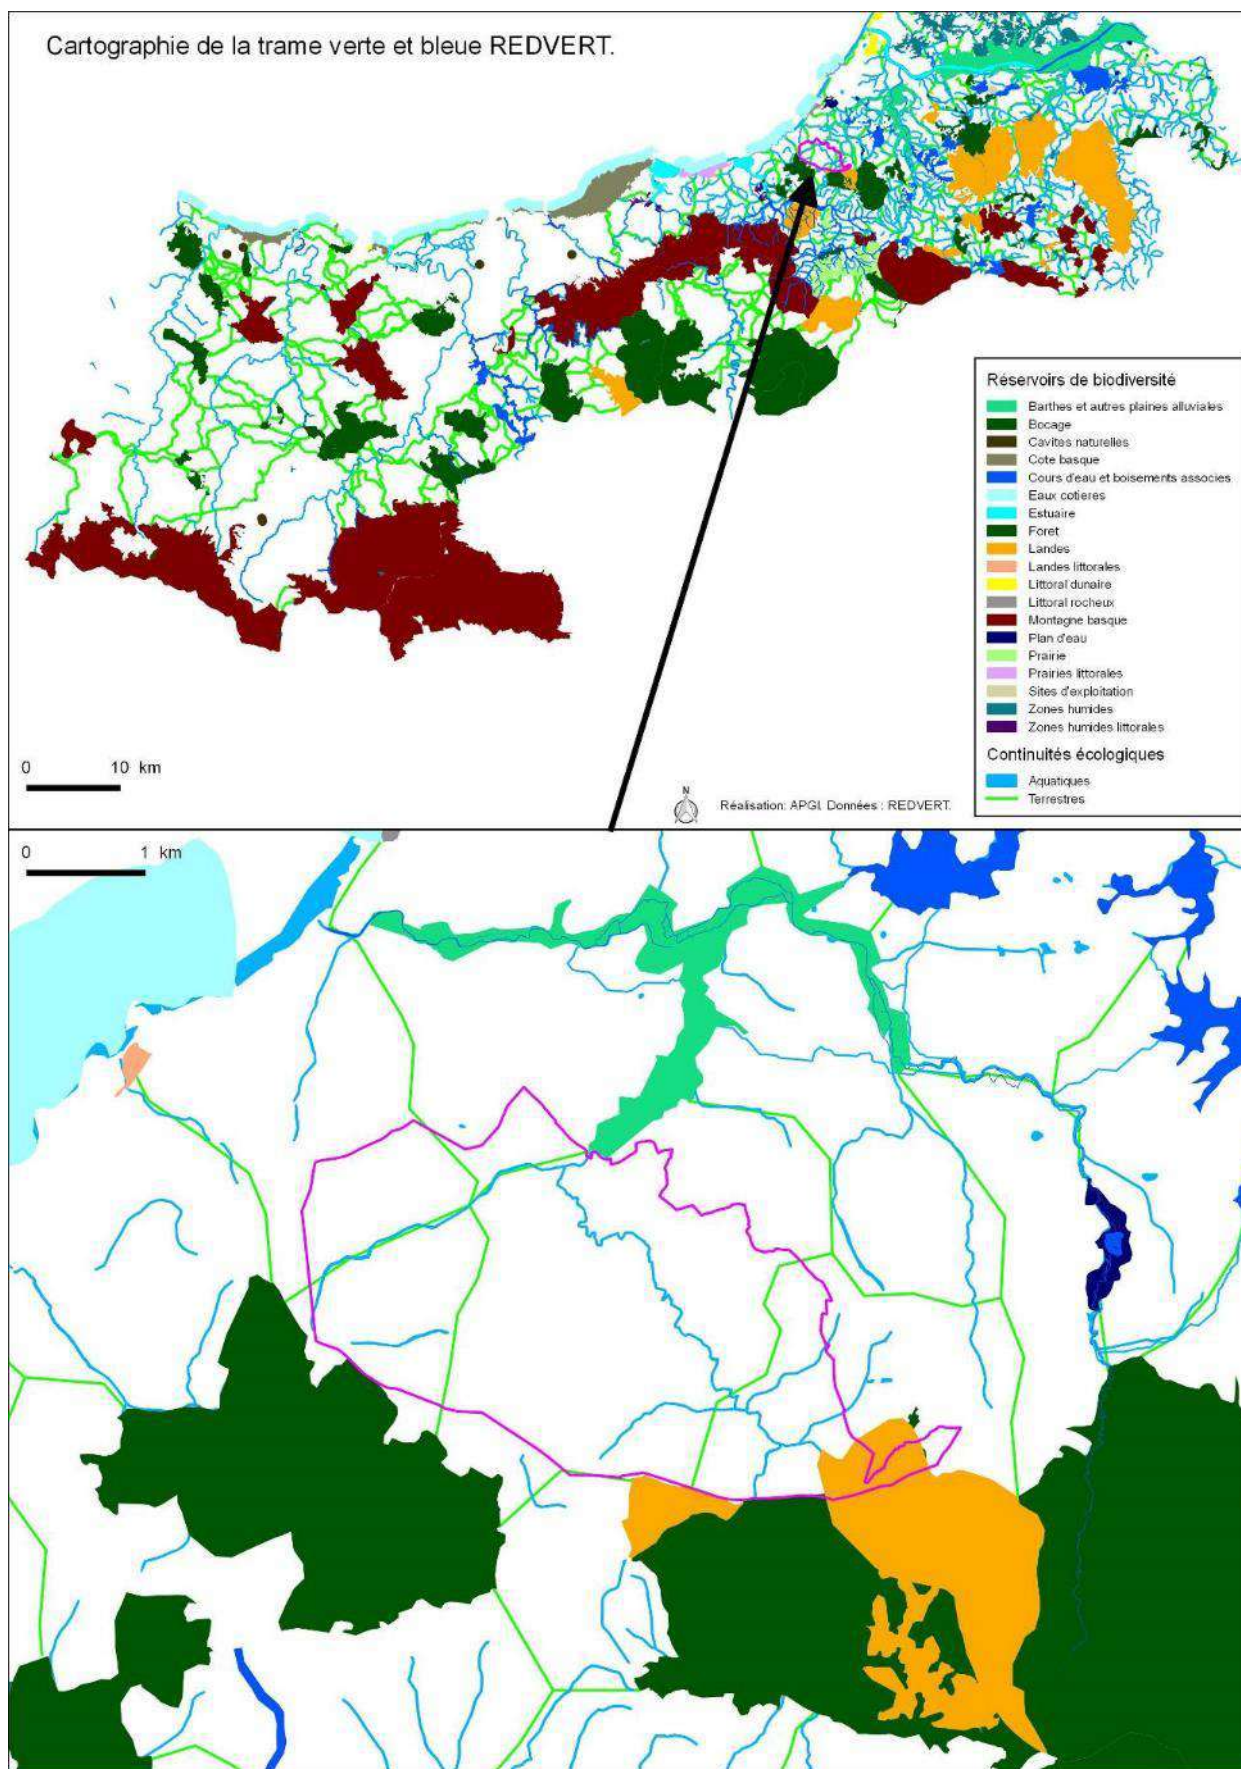 Cartographie de la trame verte et bleue REDVERT.
Réservoirs de biodiversité
Barthes et autres plaines alluviales
Bocage
Cavites naturelles
Cote basque
Cours d'eau et boisements associes
Eaux cotieres
Estuaire
Foret
Landes
Landes littorales
Littoral dunaire
Littoral rocheux
Montagne basque
Plan d'eau
Prairie
Prairies littorales
Sites d'exploitation
Zones humides
Zones humides littorales
Continuités écologiques
Aquatiques
Terrestres
0 10 km
N
Réalisation: APGI. Données : REDVERT.
0 1 km